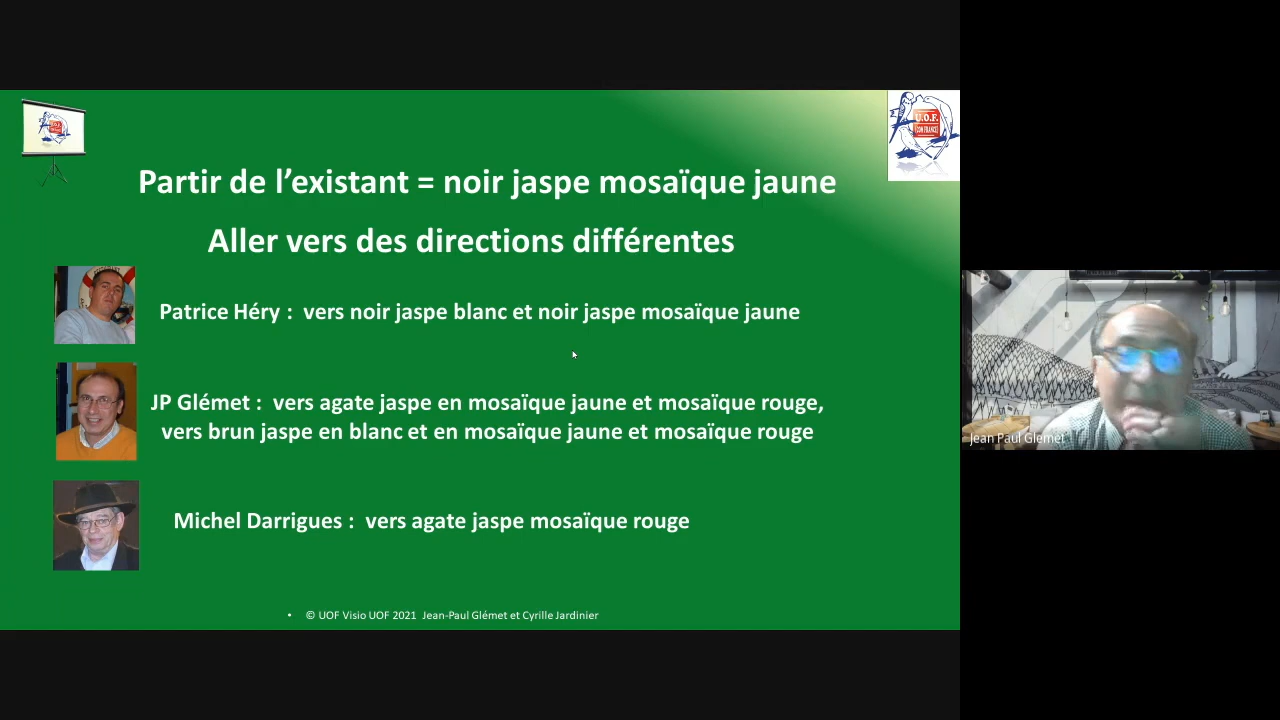 U.O.F.
COM FRANCE
Partir de l’existant = noir jaspe mosaïque jaune
Aller vers des directions différentes
Patrice Héry : vers noir jaspe blanc et noir jaspe mosaïque jaune
JP Glémet : vers agate jaspe en mosaïque jaune et mosaïque rouge,
vers brun jaspe en blanc et en mosaïque jaune et mosaïque rouge
Jean Paul Glemet
Michel Darrigues : vers agate jaspe mosaïque rouge
• © UOF Visio UOF 2021 Jean-Paul Glémet et Cyrille Jardinier